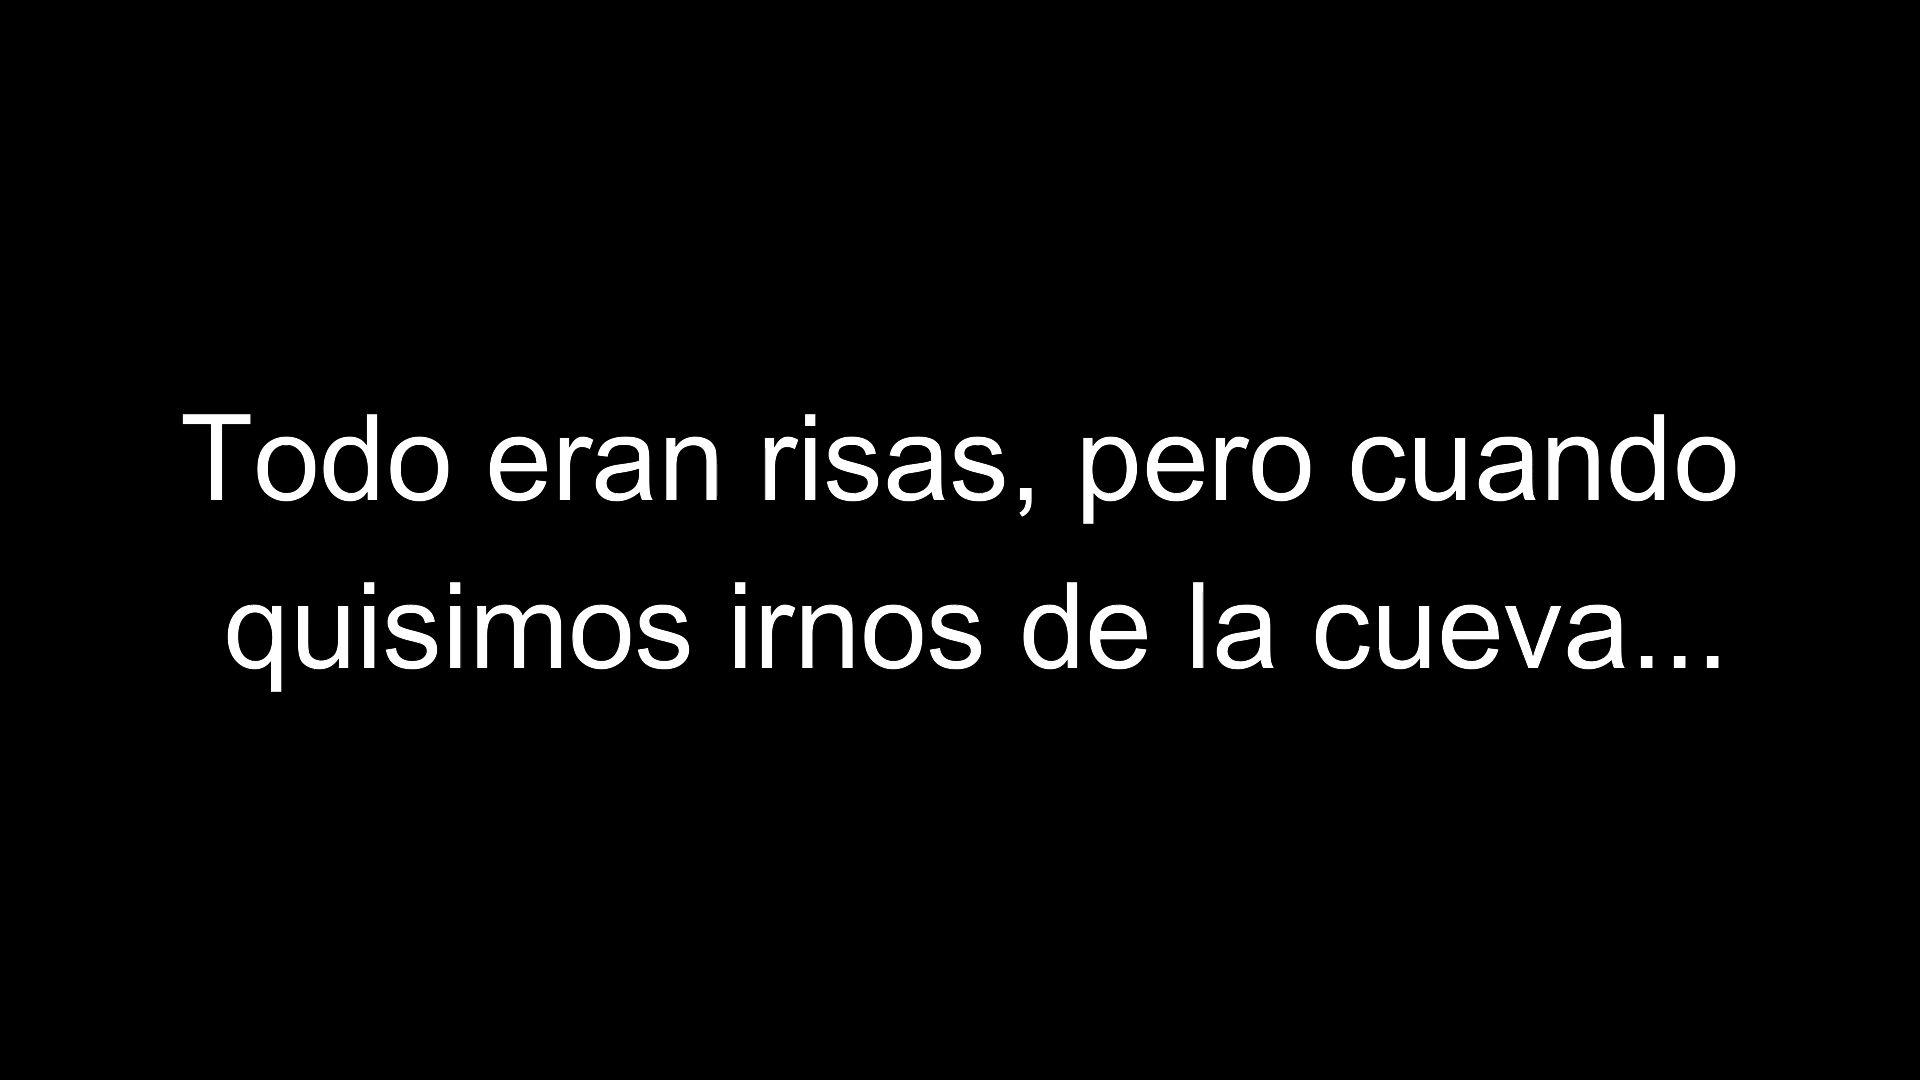 Todo eran risas, pero cuando
quisimos irnos de la cueva...